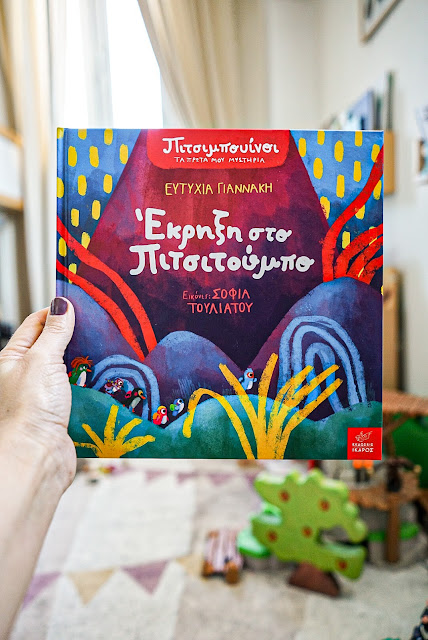 Πιτσιμπουίνοι
ΤΑ ΠΡΩΤΑ ΜΟΥ ΜΥΣΤΗΡΙΑ
ΕΥΤΥΧΙΑ ΓΙΑΝΝΑΚΗ
Έκρηξη στο
Πιτσιτούμπο
Εικόνες: ΣΟΦΙΑ
ΤΟΥΛΙΑΤΟΥ
ΕΚΔΟΣΕΙΣ
ΙΚΑΡΟΣ